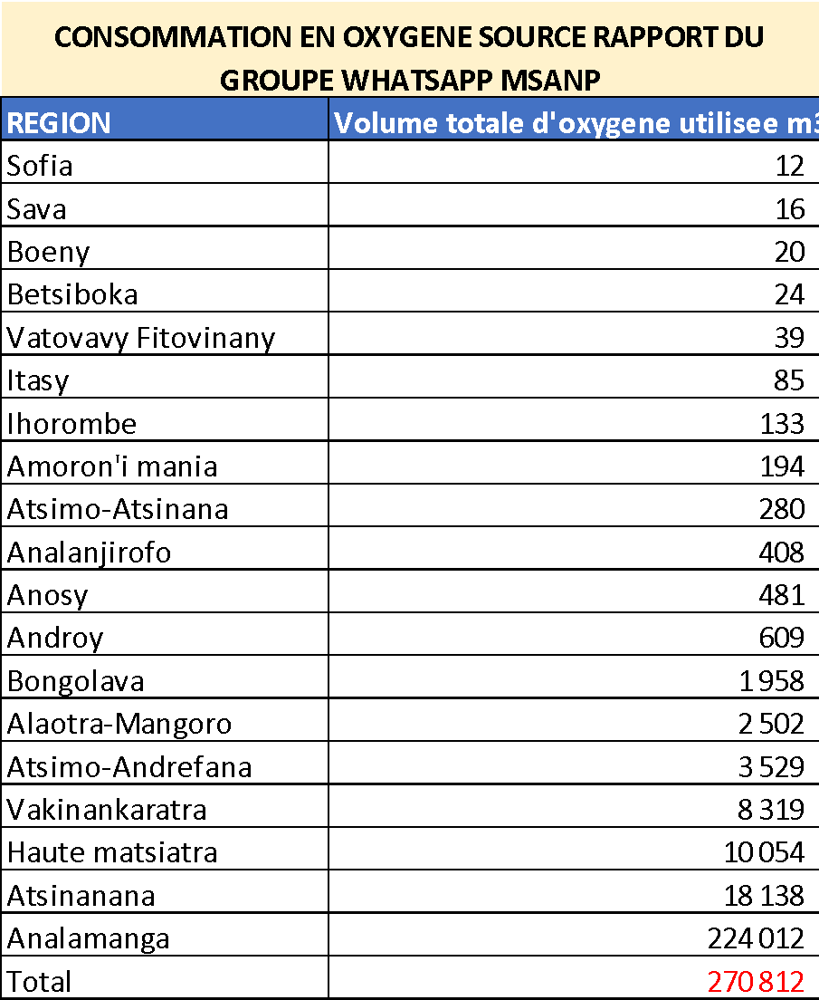 CONSOMMATION EN OXYGENE SOURCE RAPPORT DU
GROUPE WHATSAPP MSANP
REGION Volume totale d'oxygene utilisee m3
Sofia 12
Sava 16
Boeny 20
Betsiboka 24
Vatovavy Fitovinany 39
Itasy 85
Ihorombe 133
Amoron'i mania 194
Atsimo-Atsinana 280
Analanjirofo 408
Anosy 481
Androy 609
Bongolava 1 958
Alaotra-Mangoro 2 502
Atsimo-Andrefana 3 529
Vakinankaratra 8 319
Haute matsiatra 10 054
Atsinanana 18 138
Analamanga 224 012
Total 270 812